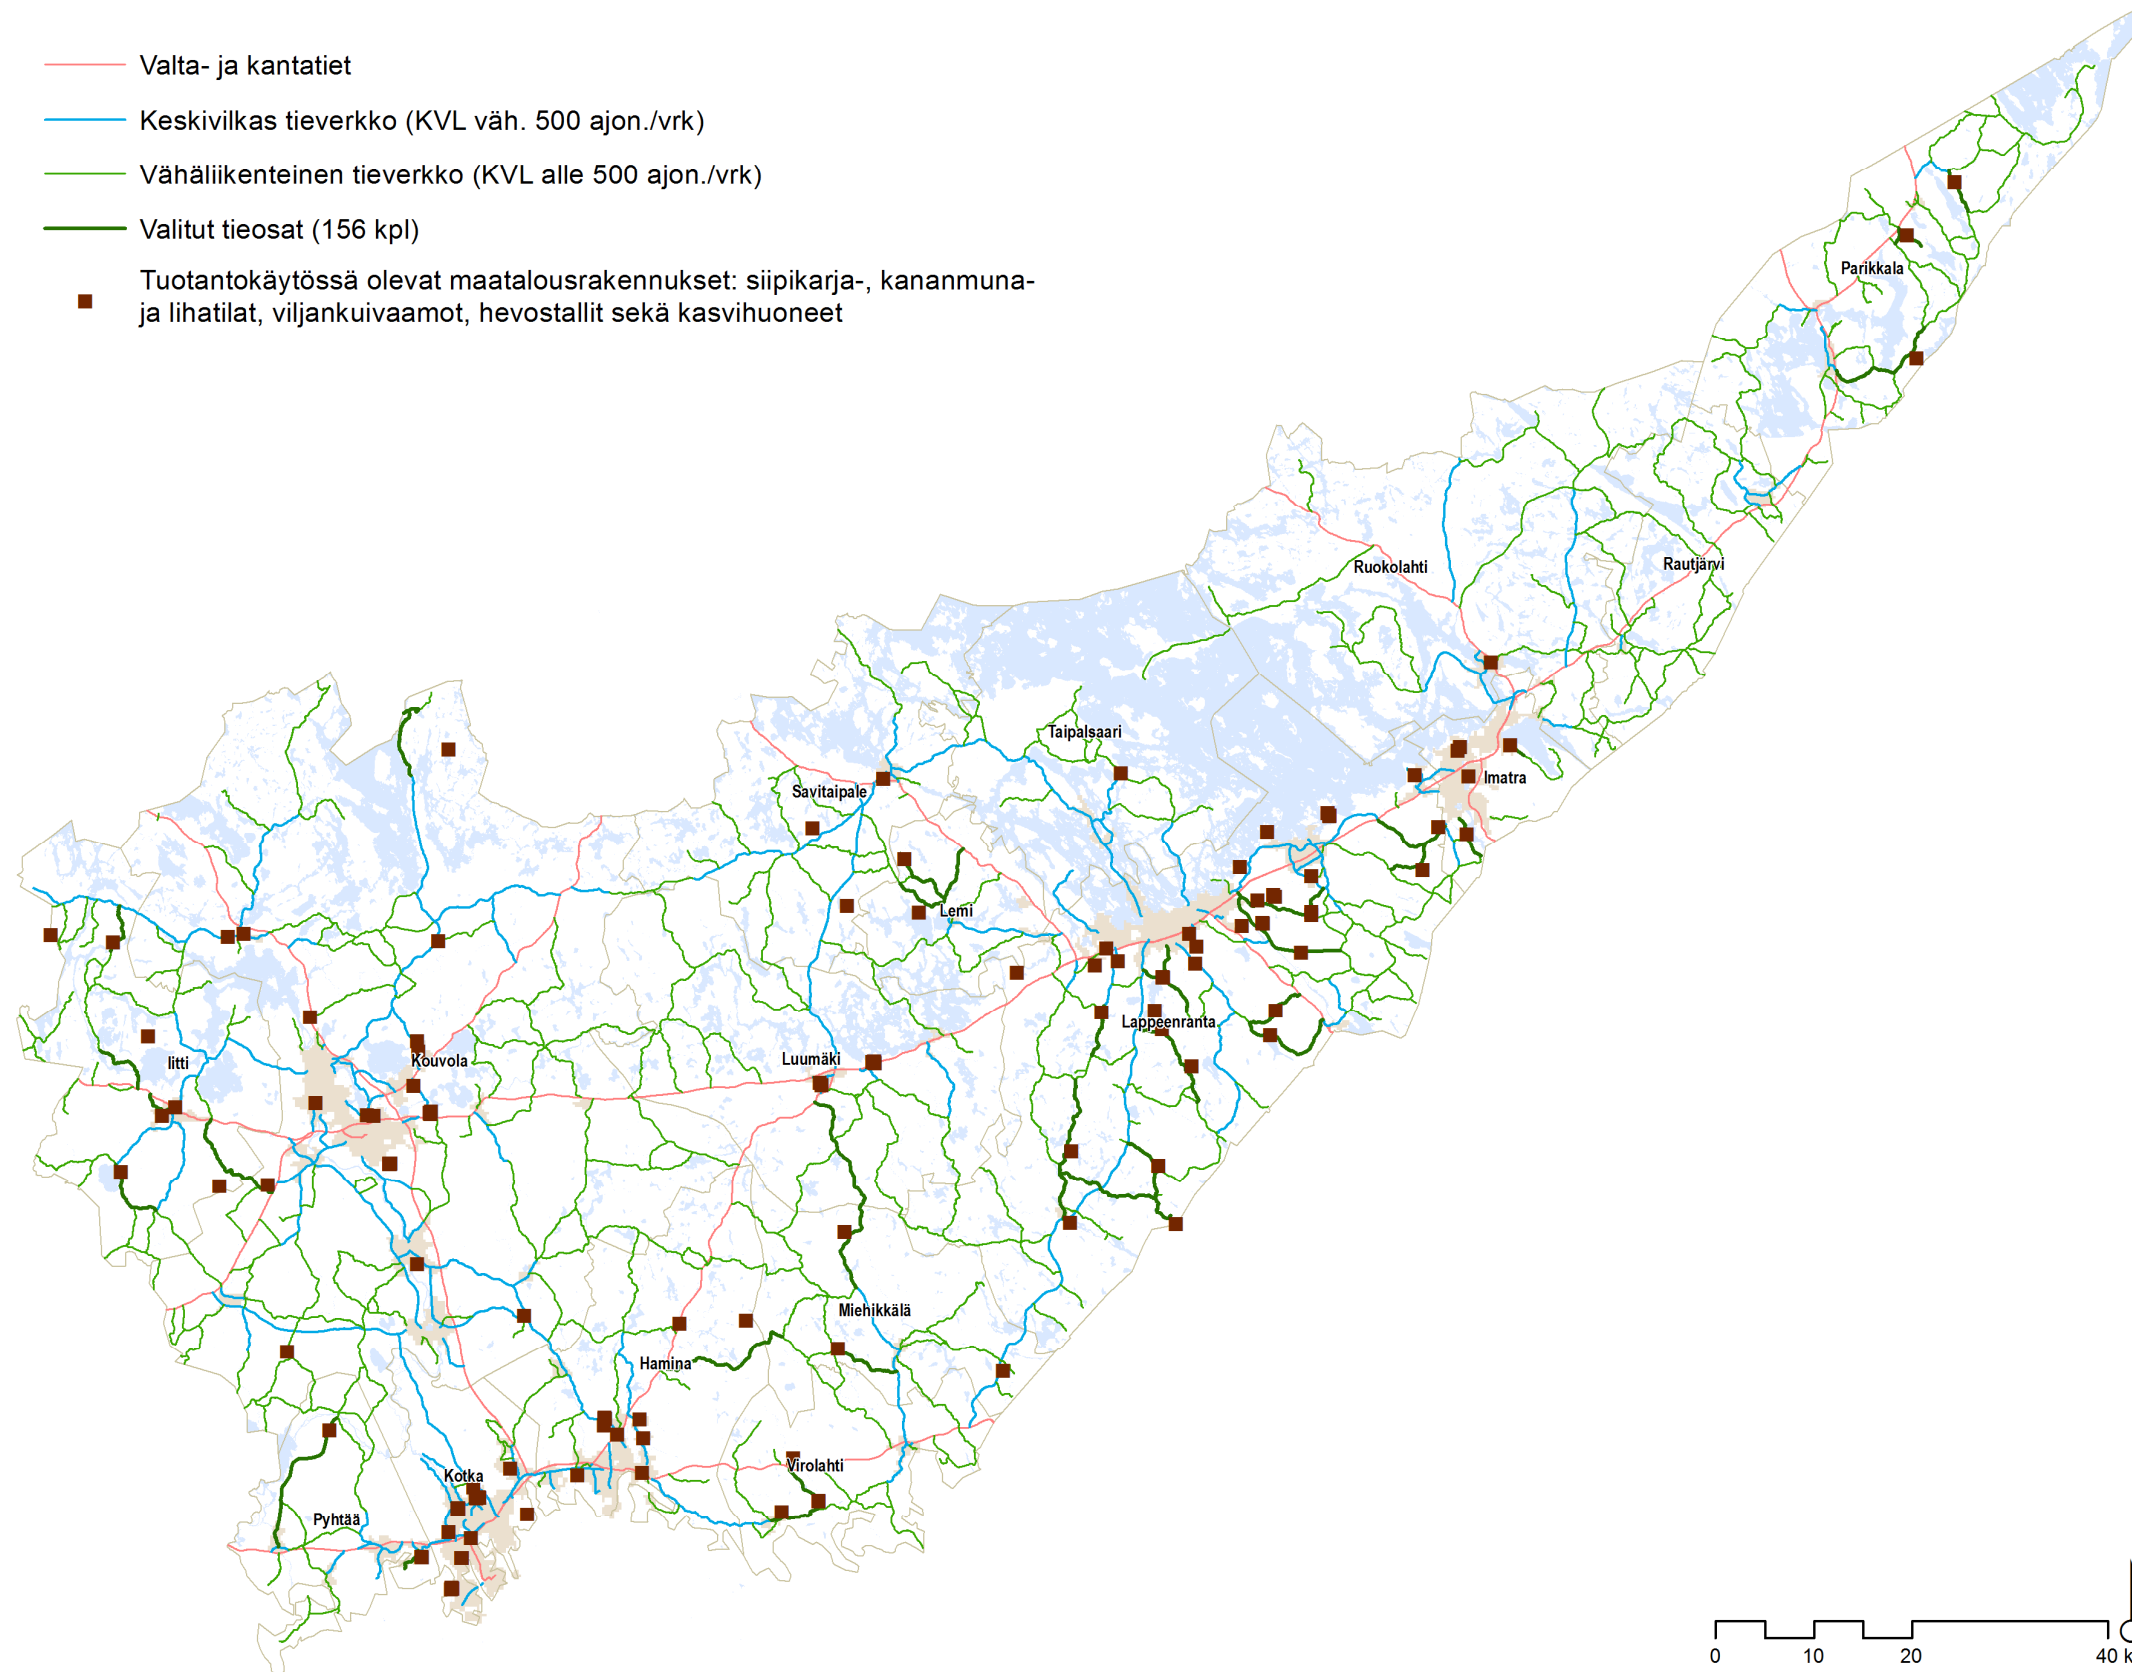 Valta- ja kantatiet
Keskivilkas tieverkko (KVL väh. 500 ajon./vrk)
Vähäliikenteinen tieverkko (KVL alle 500 ajon./vrk)
Valitut tieosat (156 kpl)
Tuotantokäytössä olevat maatalousrakennukset: siipikarja-, kananmuna-
ja lihatilat, viljankuivaamot, hevostallit sekä kasvihuoneet
Parikkala
Ruokolahti
Rautjärvi
Taipalsaari
Savitaipale
Imatra
Lemi
Lappeenranta
Luumäki
Kouvola
Iitti
Miehikkälä
Hamina
Virolahti
Kotka
Pyhtää
0 10 20 40 k